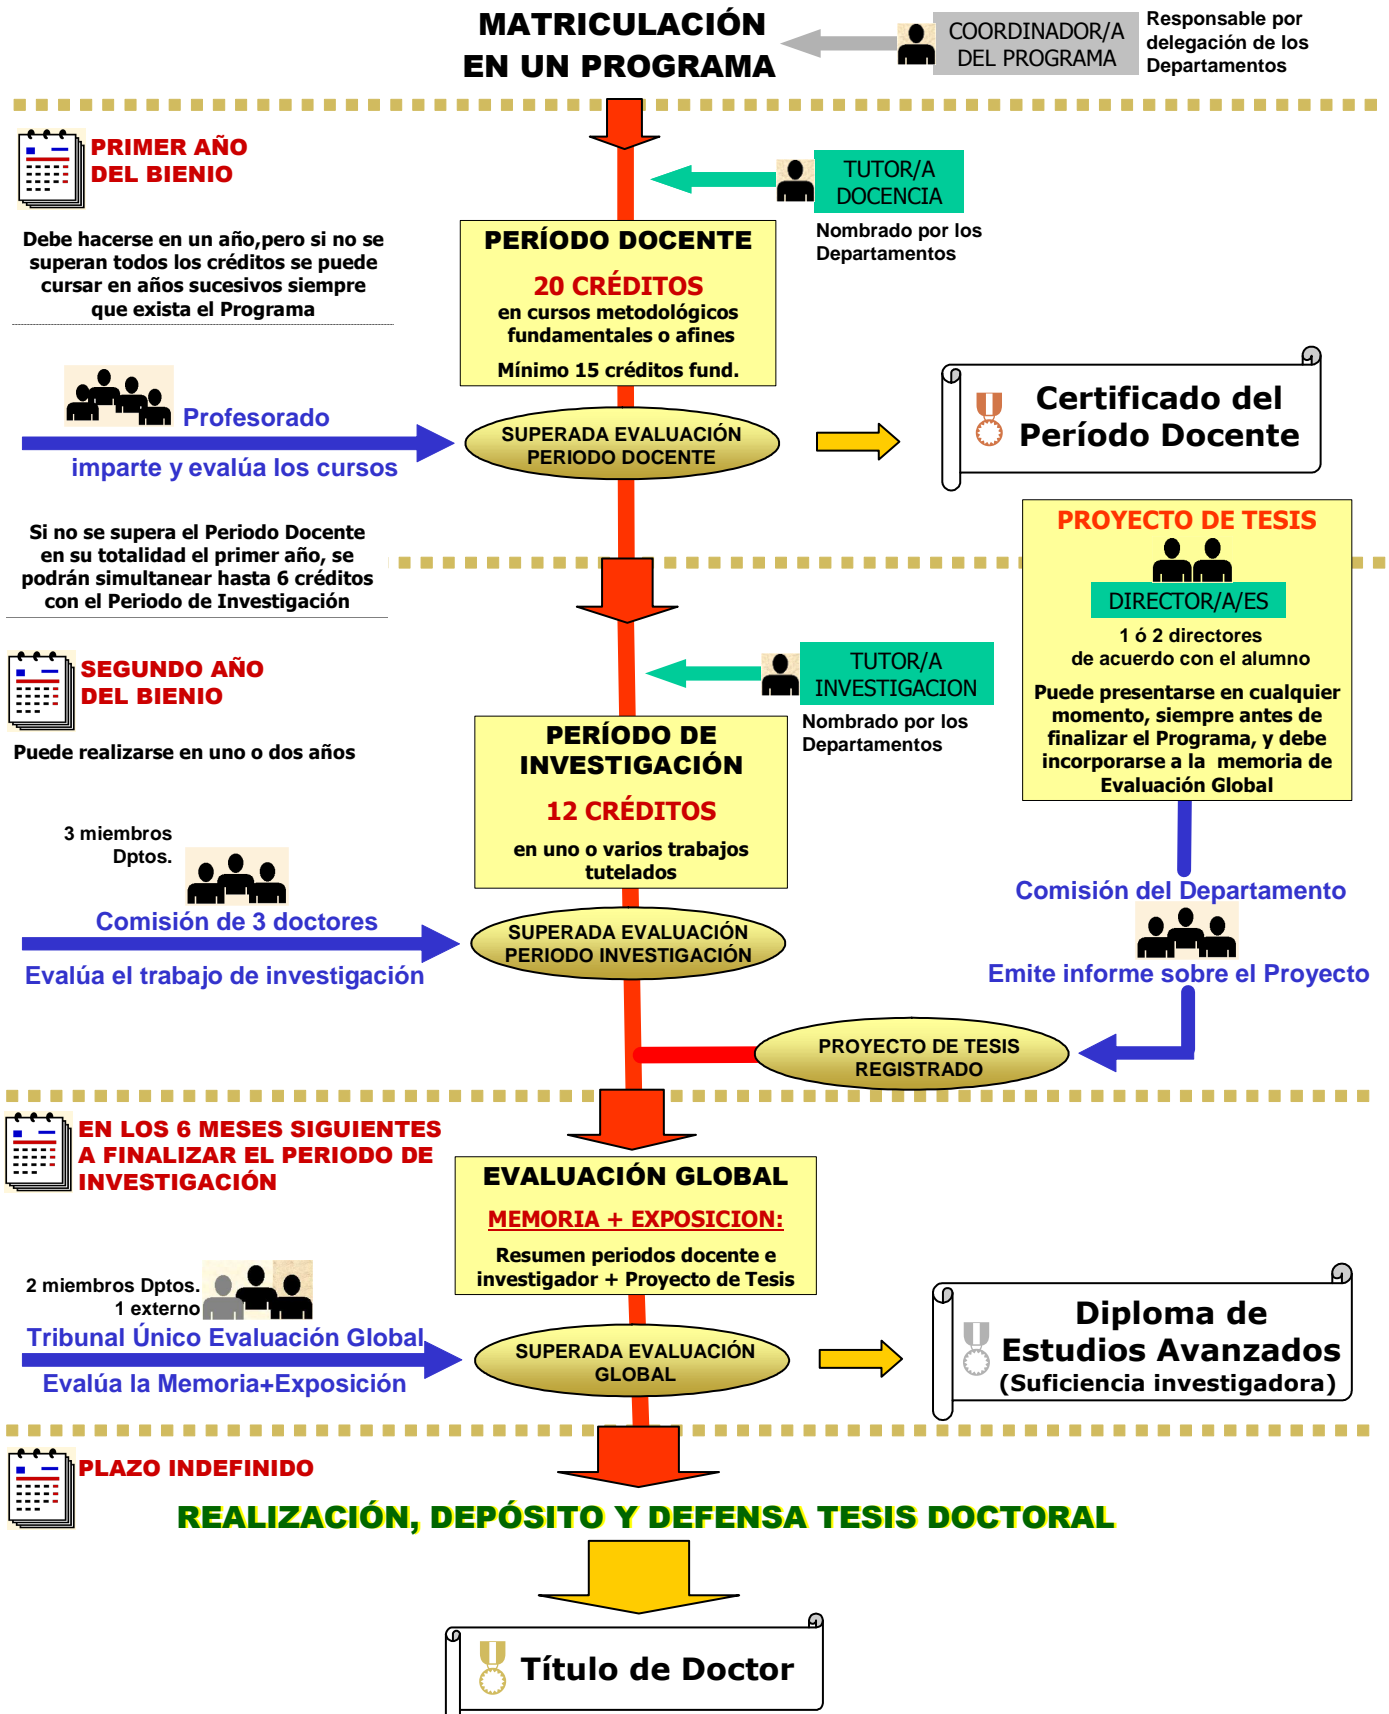 MATRICULACIÓN
EN UN PROGRAMA
COORDINADOR/A
DEL PROGRAMA
Responsable por
delegación de los
Departamentos
PRIMER AÑO
DEL BIENIO
TUTOR/A
DOCENCIA
Nombrado por los
Departamentos
Debe hacerse en un año,pero si no se
superan todos los créditos se puede
cursar en años sucesivos siempre
que exista el Programa
PERÍODO DOCENTE
20 CRÉDITOS
en cursos metodológicos
fundamentales o afines
Mínimo 15 créditos fund.
Profesorado
imparte y evalúa los cursos
SUPERADA EVALUACIÓN
PERIODO DOCENTE
Certificado del
Período Docente
Si no se supera el Periodo Docente
en su totalidad el primer año, se
podrán simultanear hasta 6 créditos
con el Periodo de Investigación
PROYECTO DE TESIS
DIRECTOR/A/ES
1 ó 2 directores
de acuerdo con el alumno
Puede presentarse en cualquier
momento, siempre antes de
finalizar el Programa, y debe
incorporarse a la memoria de
Evaluación Global
SEGUNDO AÑO
DEL BIENIO
TUTOR/A
INVESTIGACION
Nombrado por los
Departamentos
Puede realizarse en uno o dos años
PERÍODO DE
INVESTIGACIÓN
12 CRÉDITOS
en uno o varios trabajos
tutelados
3 miembros
Dptos.
Comisión de 3 doctores
Evalúa el trabajo de investigación
SUPERADA EVALUACIÓN
PERIODO INVESTIGACIÓN
Comisión del Departamento
Emite informe sobre el Proyecto
PROYECTO DE TESIS
REGISTRADO
EN LOS 6 MESES SIGUIENTES
A FINALIZAR EL PERIODO DE
INVESTIGACIÓN
EVALUACIÓN GLOBAL
MEMORIA + EXPOSICION:
Resumen periodos docente e
investigador + Proyecto de Tesis
2 miembros Dptos.
1 externo
Tribunal Único Evaluación Global
Evalúa la Memoria+Exposición
SUPERADA EVALUACIÓN
GLOBAL
Diploma de
Estudios Avanzados
(Suficiencia investigadora)
PLAZO INDEFINIDO
REALIZACIÓN, DEPÓSITO Y DEFENSA TESIS DOCTORAL
Título de Doctor